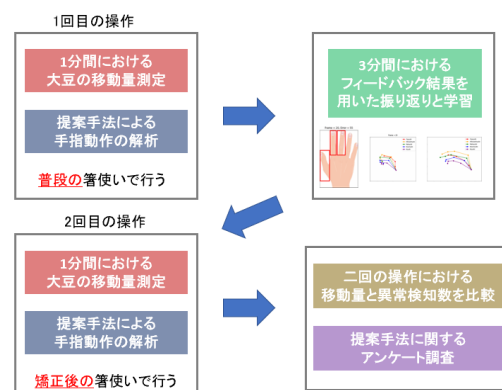 1回目の操作
1分間における
大豆の移動量測定
提案手法による
手指動作の解析
普段の箸使いで行う
3分間における
フィードバック結果を
用いた振り返りと学習
2回目の操作
1分間における
大豆の移動量測定
提案手法による
手指動作の解析
矯正後の箸使いで行う
二回の操作における
移動量と異常検知数を比較
提案手法に関する
アンケート調査